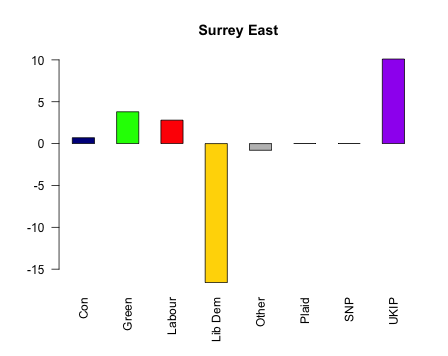 Surrey East
10
5
0
-5
-10
-15
Con
Green
Labour
Lib Dem
Other
Plaid
SNP
UKIP